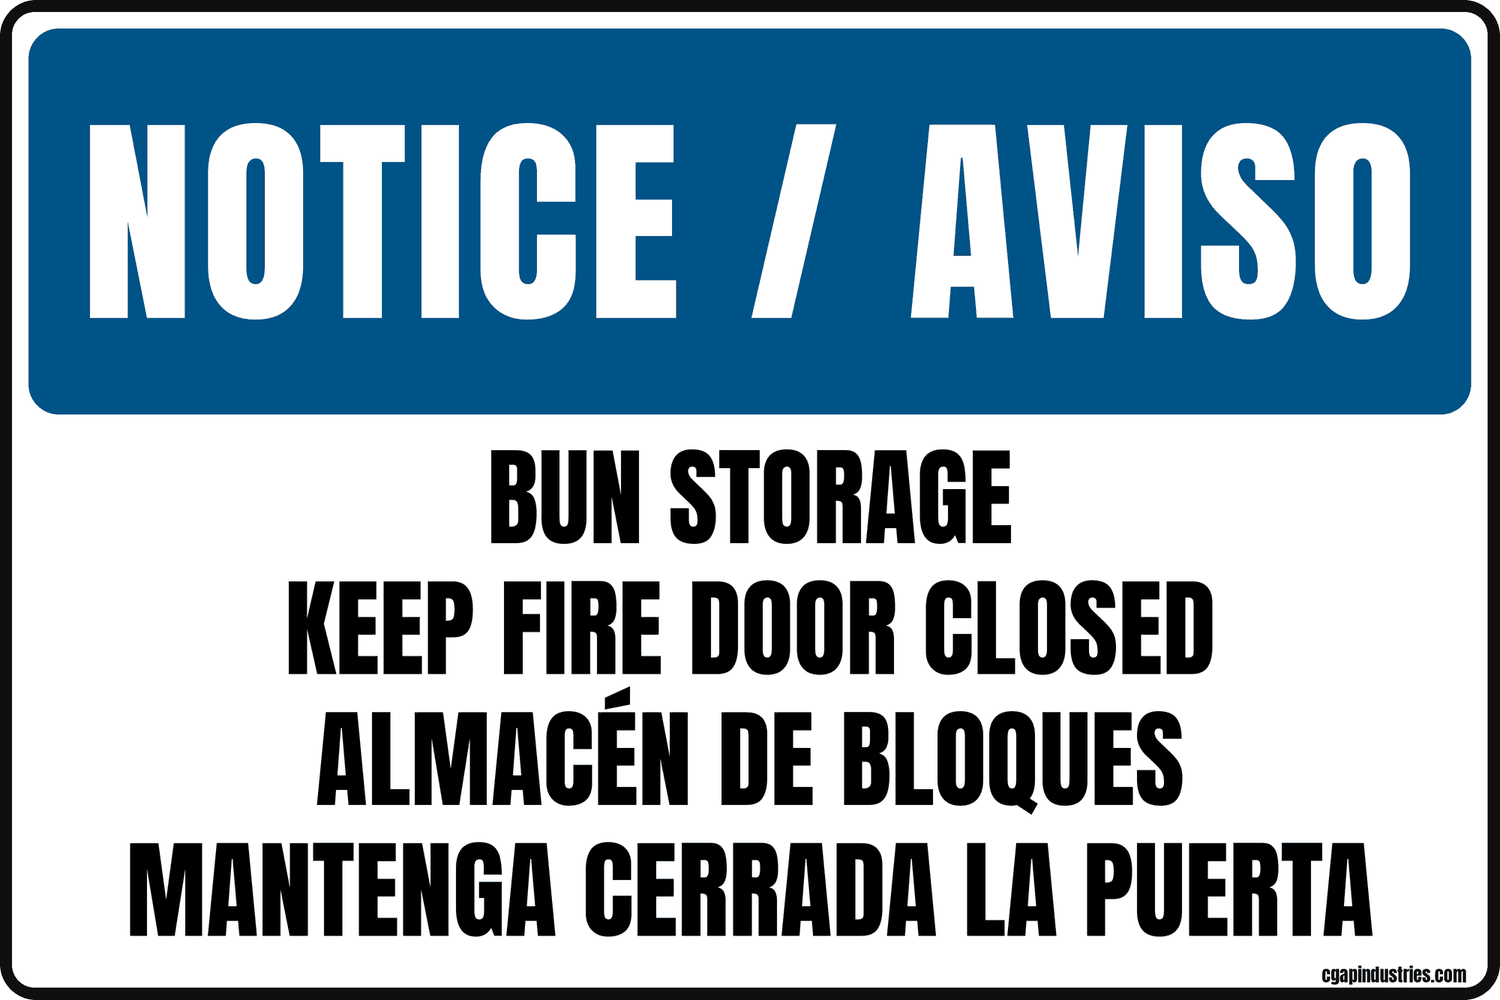 NOTICE / AVISO
BUN STORAGE
KEEP FIRE DOOR CLOSED
ALMACÉN DE BLOQUES
MANTENGA CERRADA LA PUERTA
cgapindustries.com